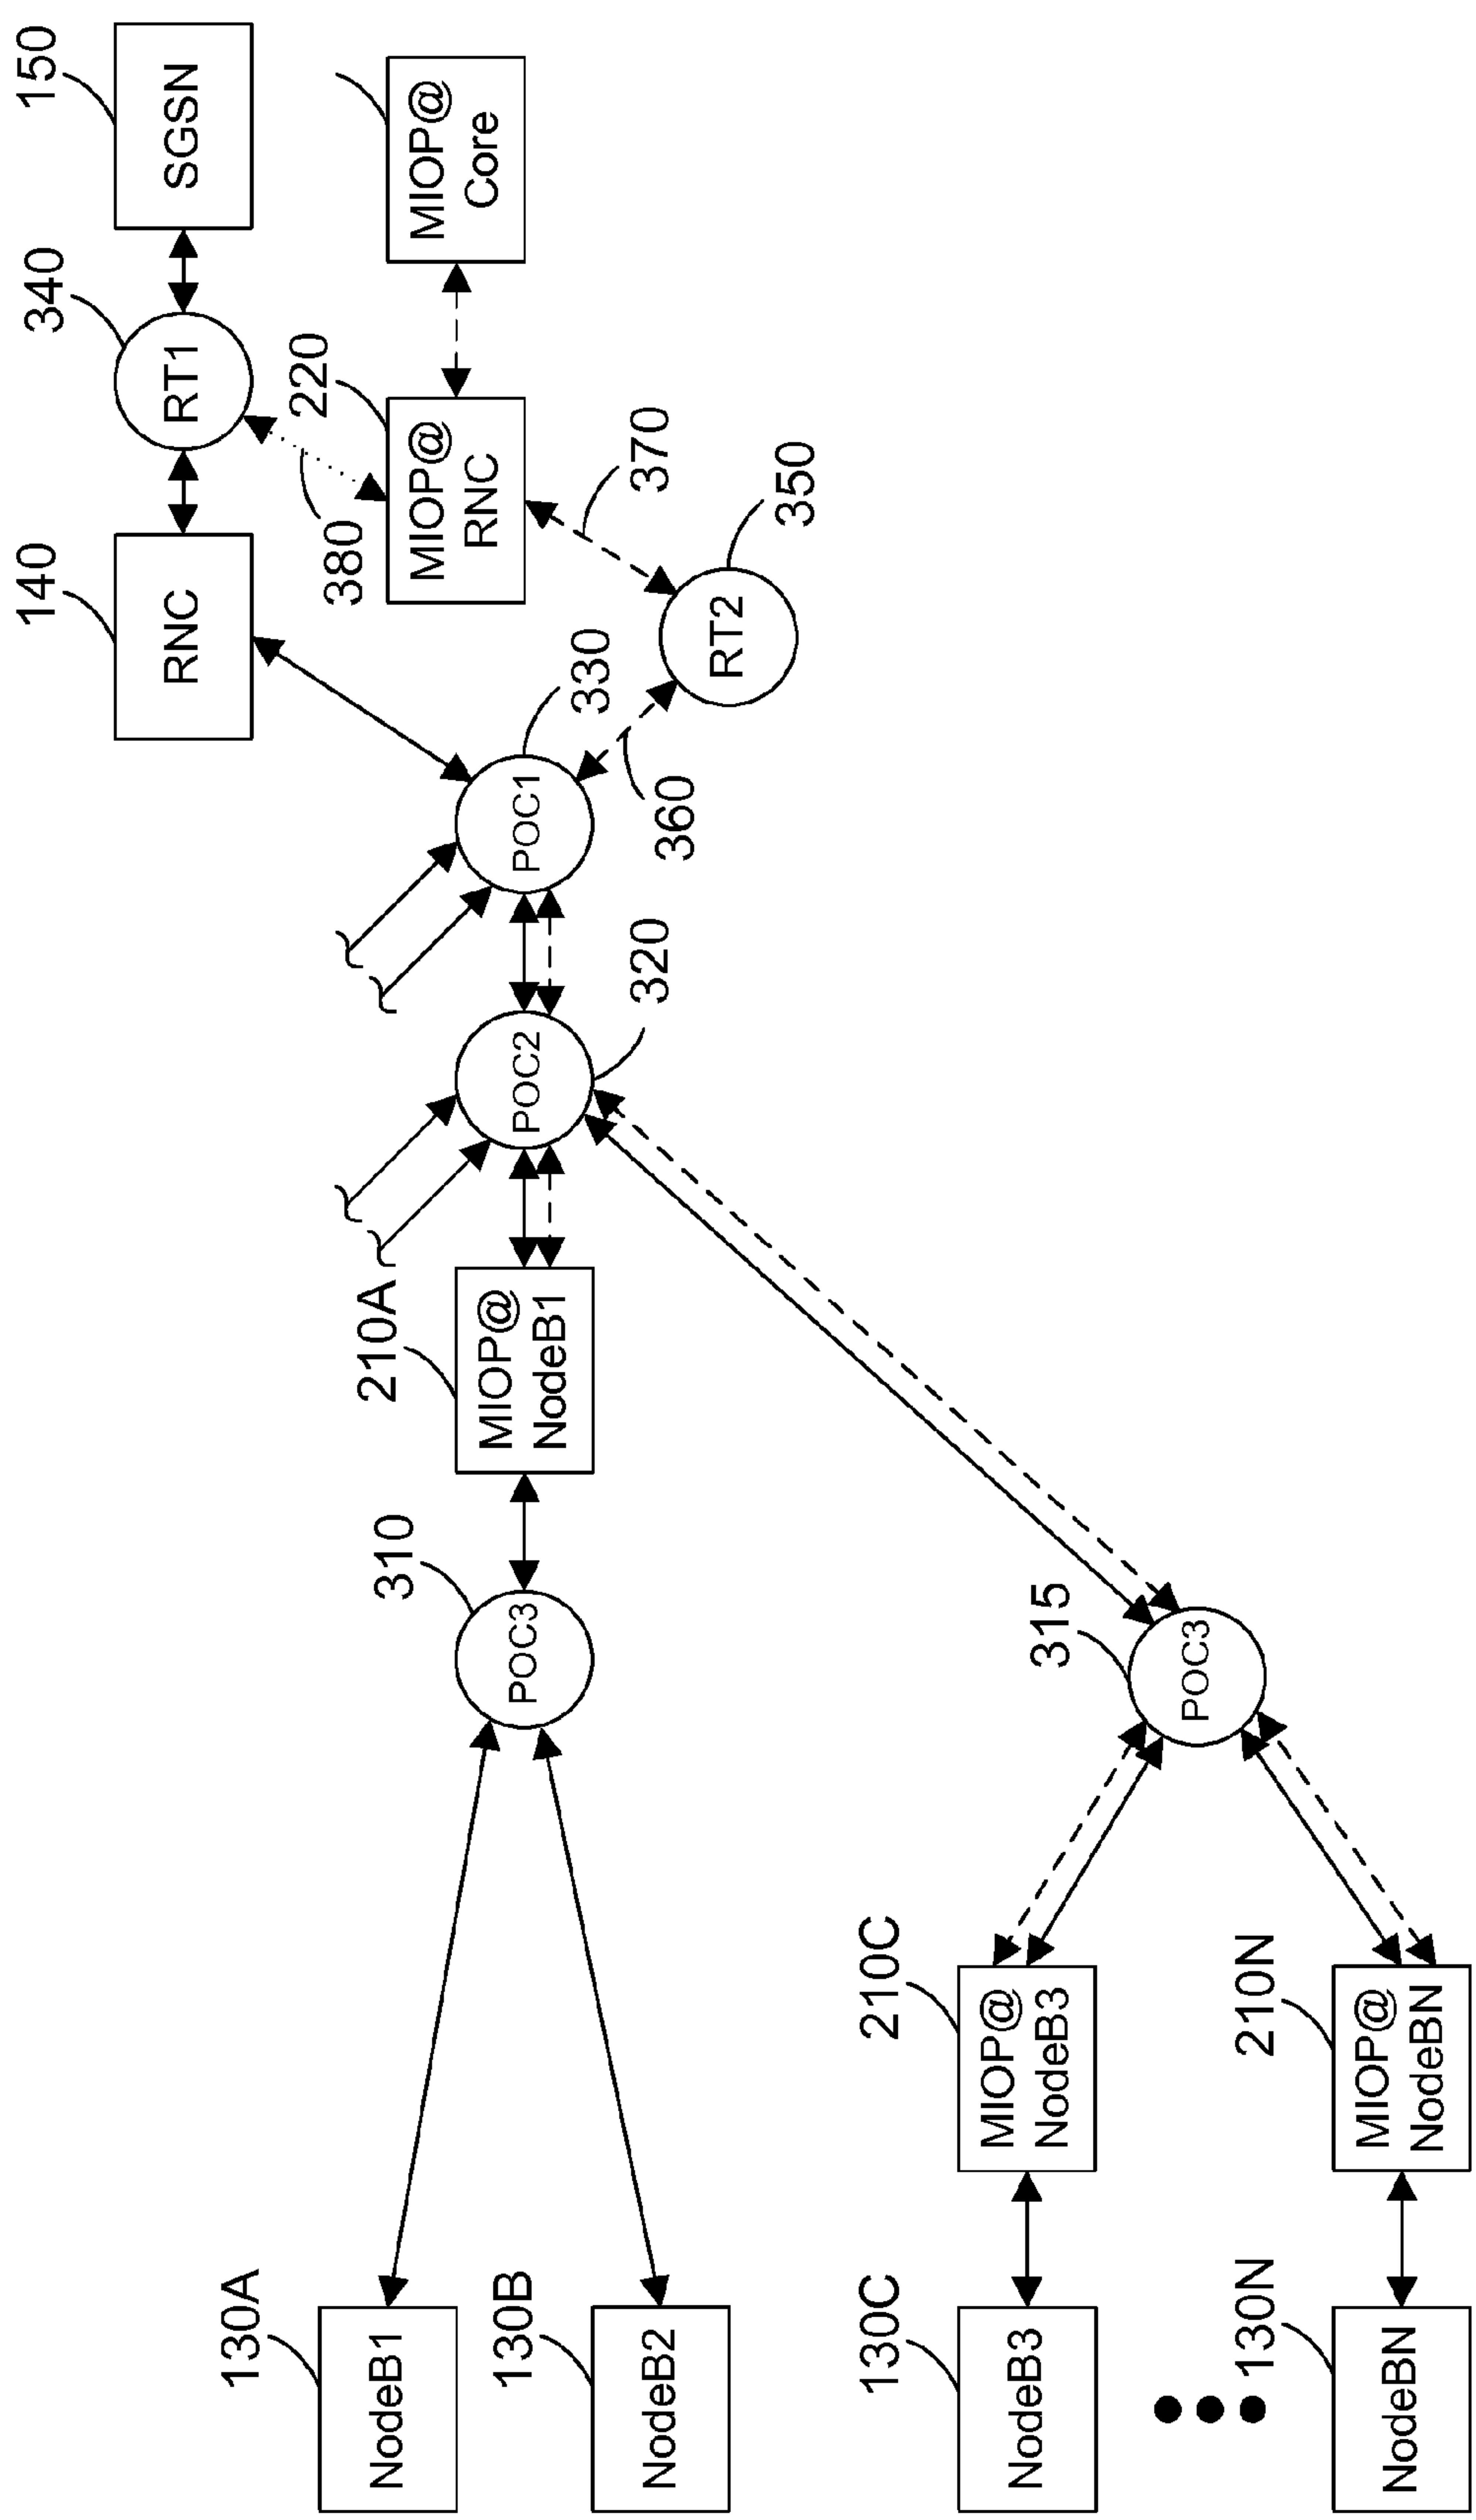 130A
NodeB1
130B
NodeB2
130C
NodeB3
130N
NodeBN
210C
MIOP@
NodeB3
210N
MIOP@
NodeBN
310
POC3
315
POC3
210A
MIOP@
NodeB1
POC2
320
POC1
330
360
RT2
350
370
140
RNC
380
220
MIOP@
RNC
340
RT1
150
SGSN
MIOP@
Core